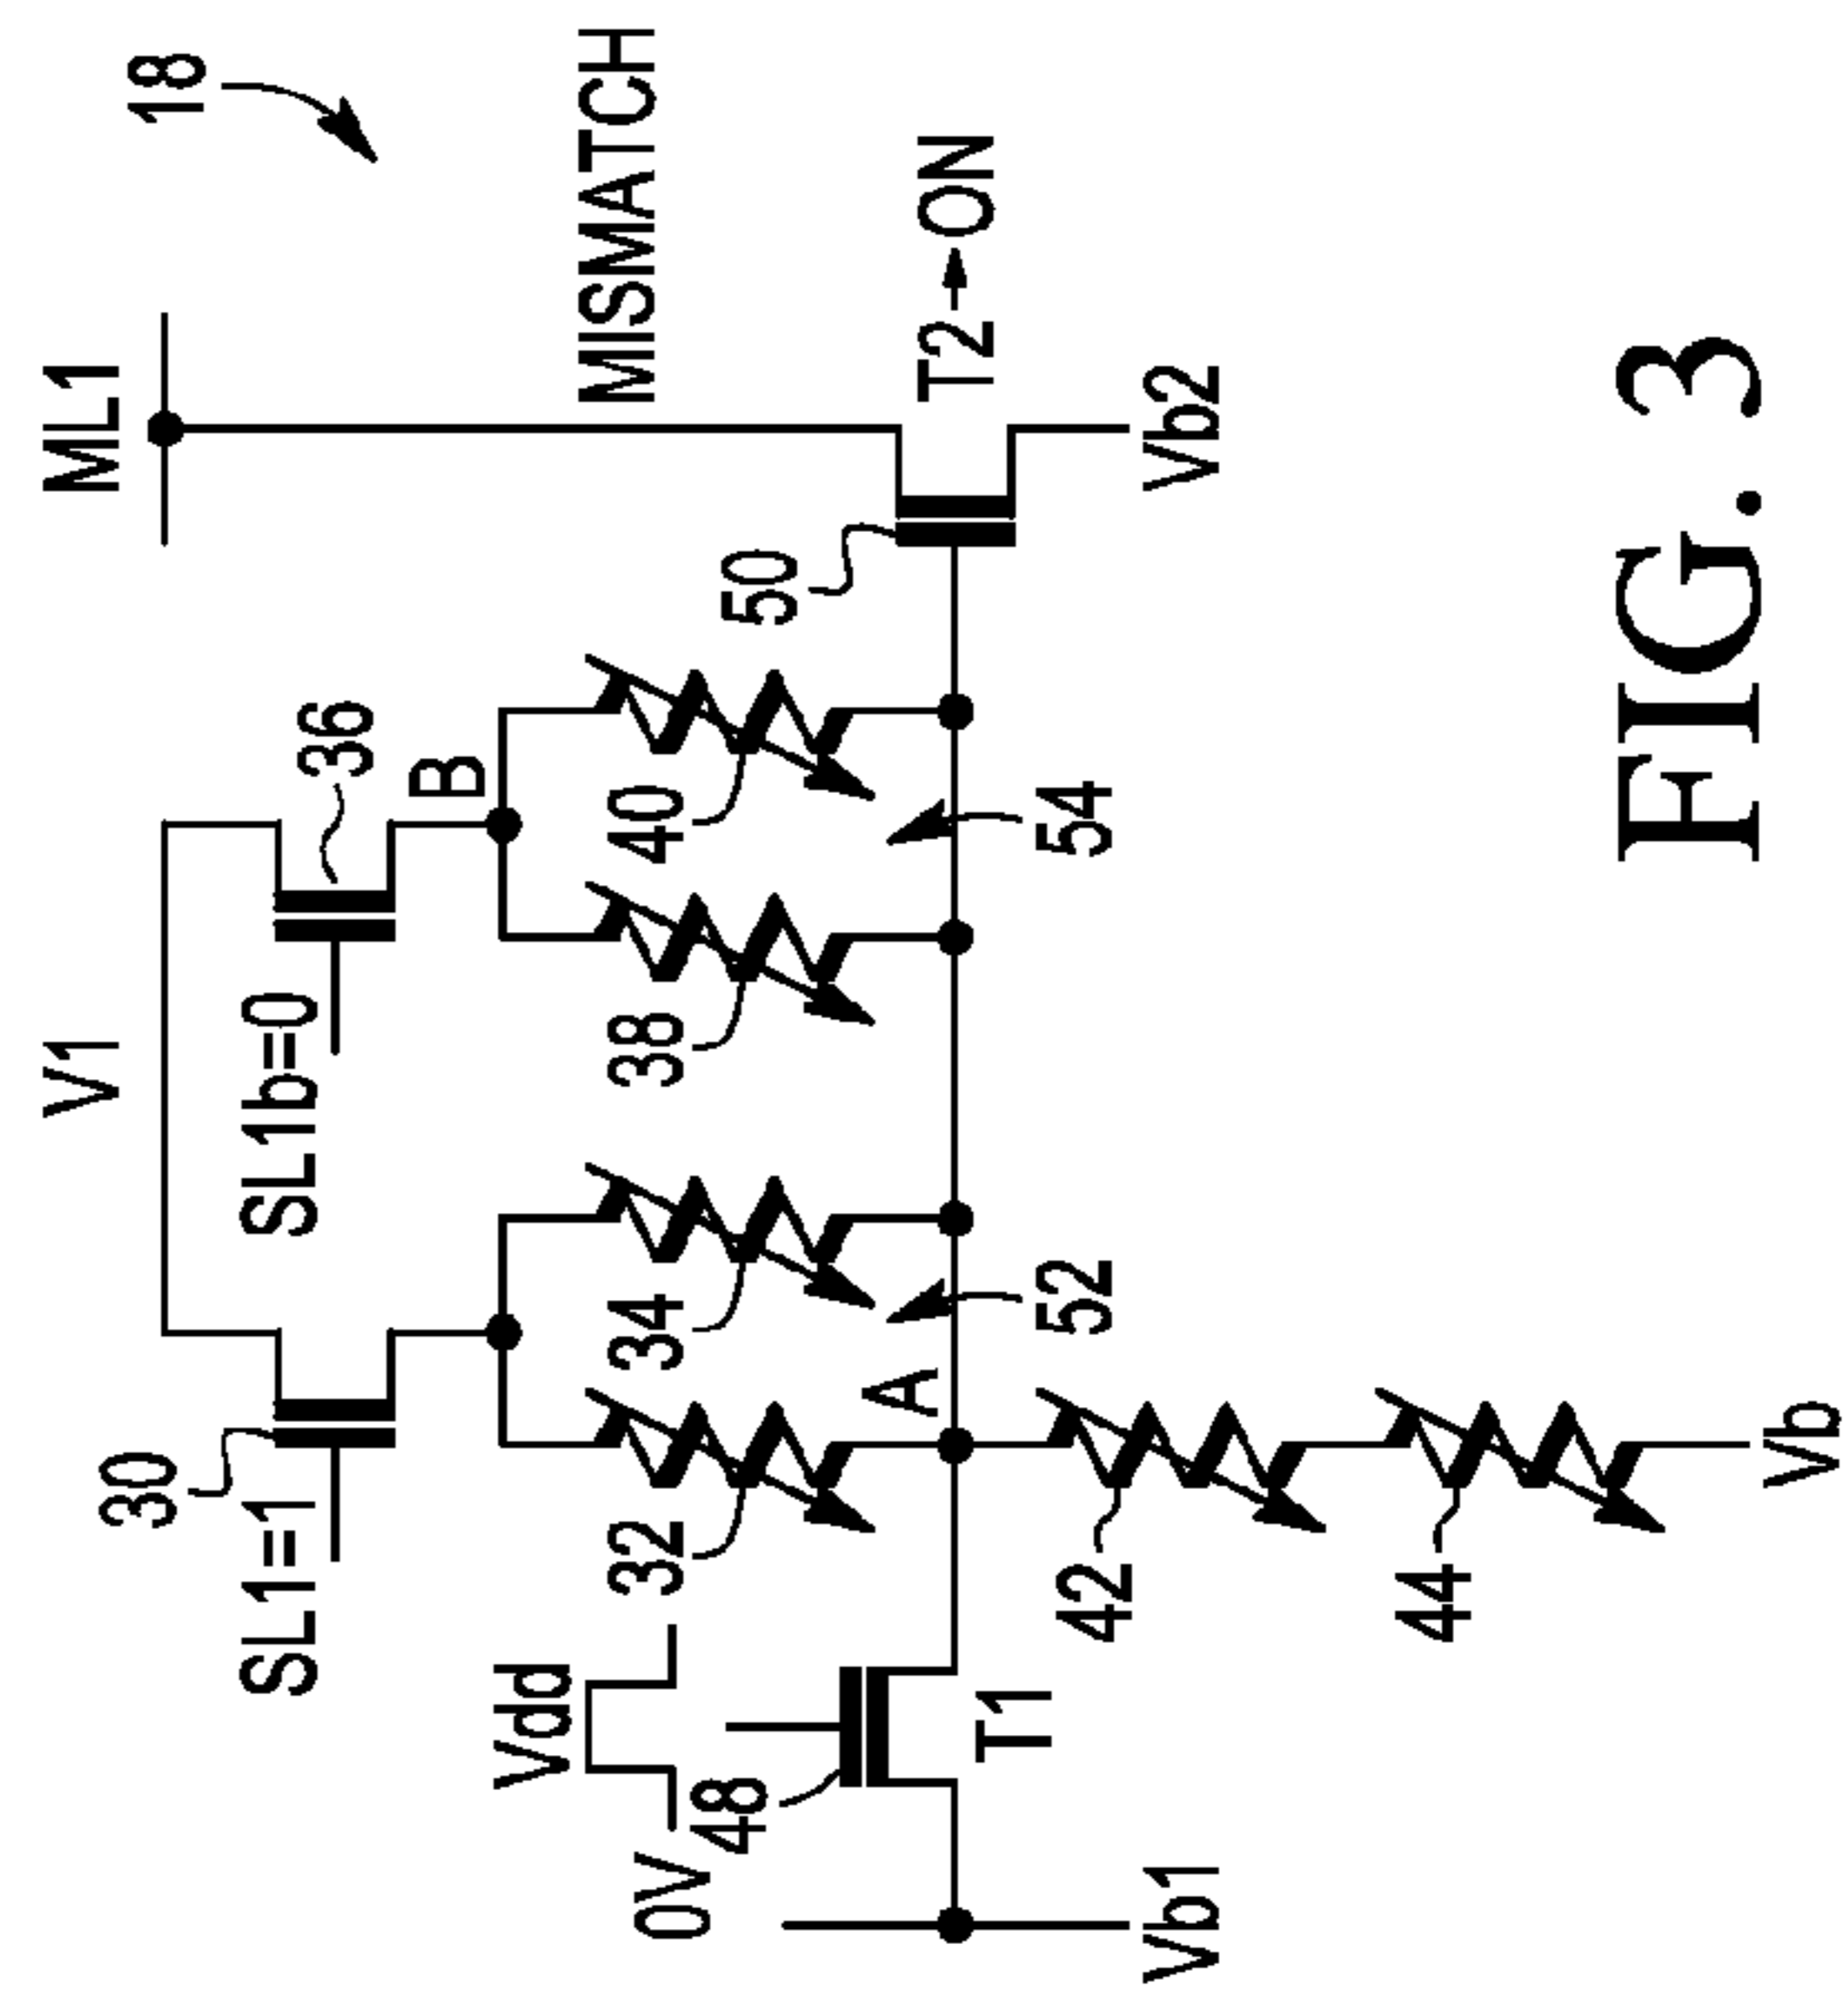 18
ML1
V1
MISMATCH
30
SL1=1
36
SL1b=0
B
Vdd
0V
48
32
34
38
40
50
A
T1
T2 → ON
52
54
42
44
Vb1
Vb2
Vb
FIG. 3